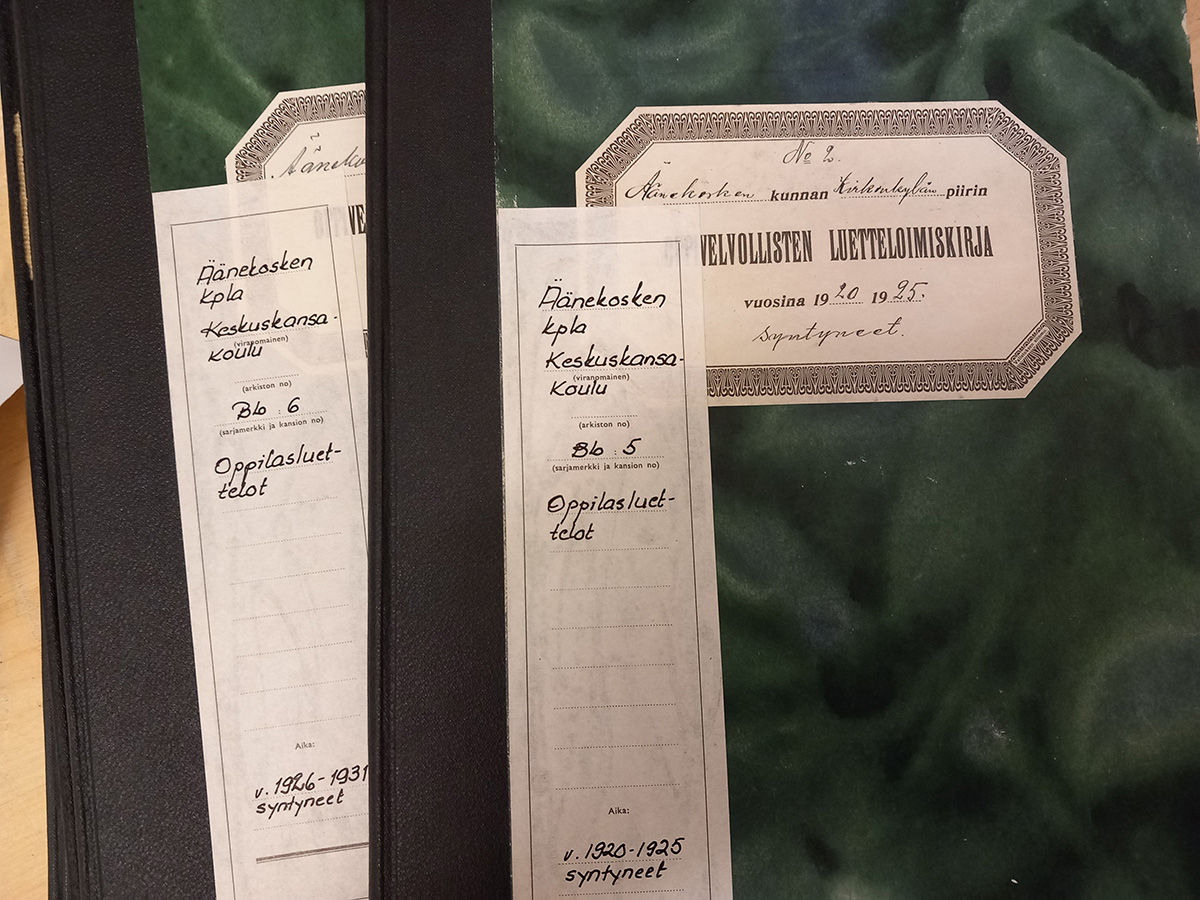 Äänekosken
kpla
Keskuskansa-
(viranomainen)
koulu
(arkiston no)
Bb : 6
(sarjamerkki ja kansion no)
Oppilasluet-
telot
Aika:
v. 1926-1931
syntyneet
No 2.
Äänekosken kunnan Kirkonkylän piirin
VELVOLLISTEN LUETTELOIMISKIRJA
vuosina 1920 1925.
syntyneet.
Äänekosken
kpla
Keskuskansa-
(viranomainen)
koulu
(arkiston no)
Bb : 5
(sarjamerkki ja kansion no)
Oppilasluet-
telot
Aika:
v. 1920-1925
syntyneet